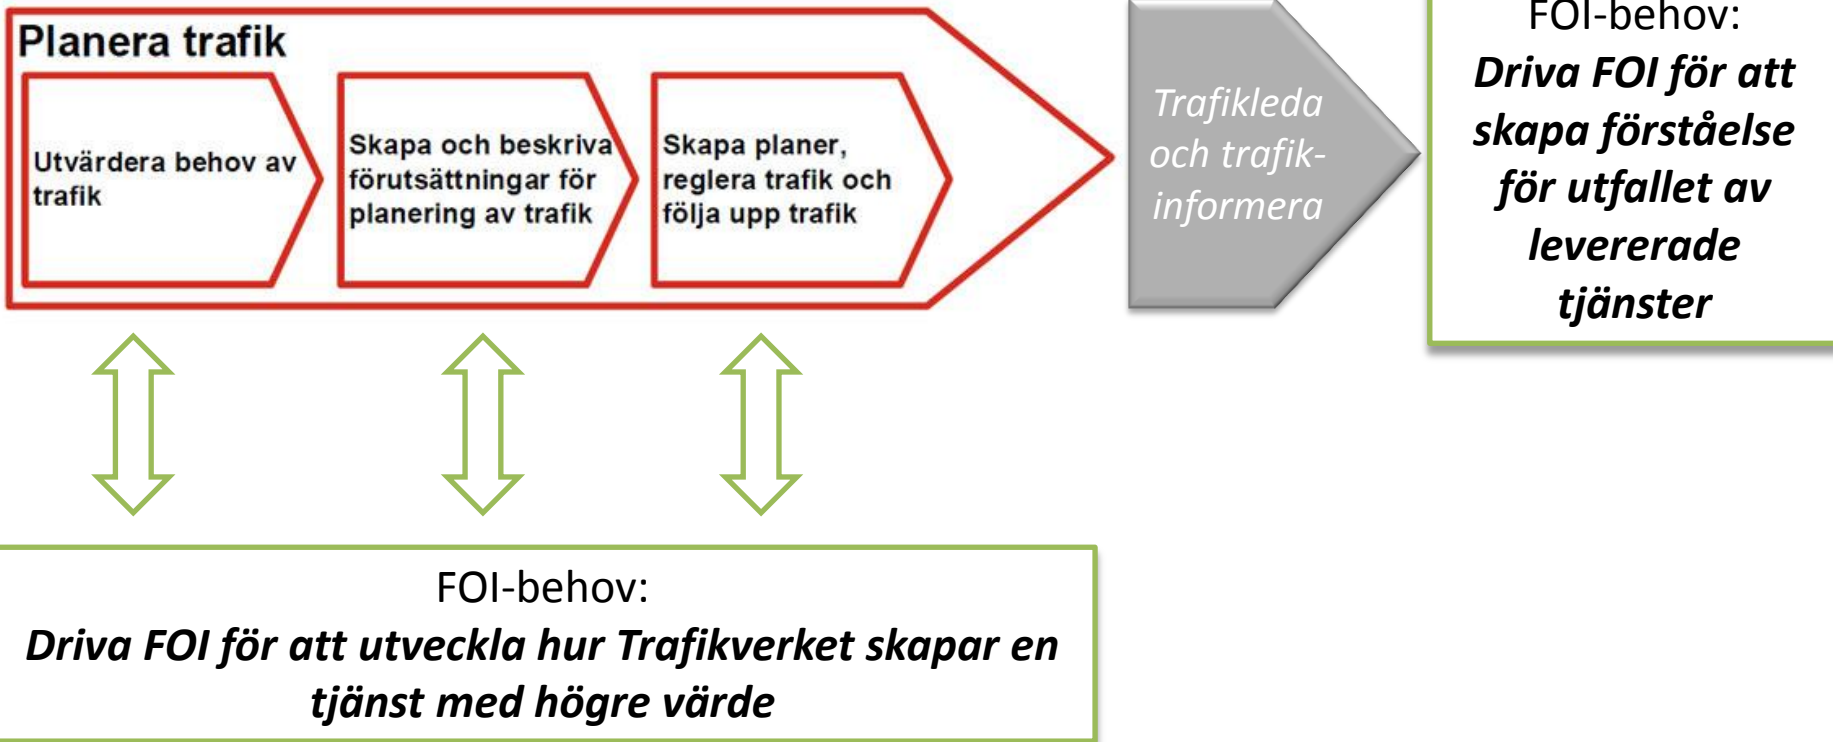 Planera trafik
Utvärdera behov av
trafik
Skapa och beskriva
förutsättningar för
planering av trafik
Skapa planer,
reglera trafik och
följa upp trafik
Trafikleda
och trafik-
informera
FOI-behov:
Driva FOI för att
skapa förståelse
för utfallet av
levererade
tjänster
FOI-behov:
Driva FOI för att utveckla hur Trafikverket skapar en
tjänst med högre värde